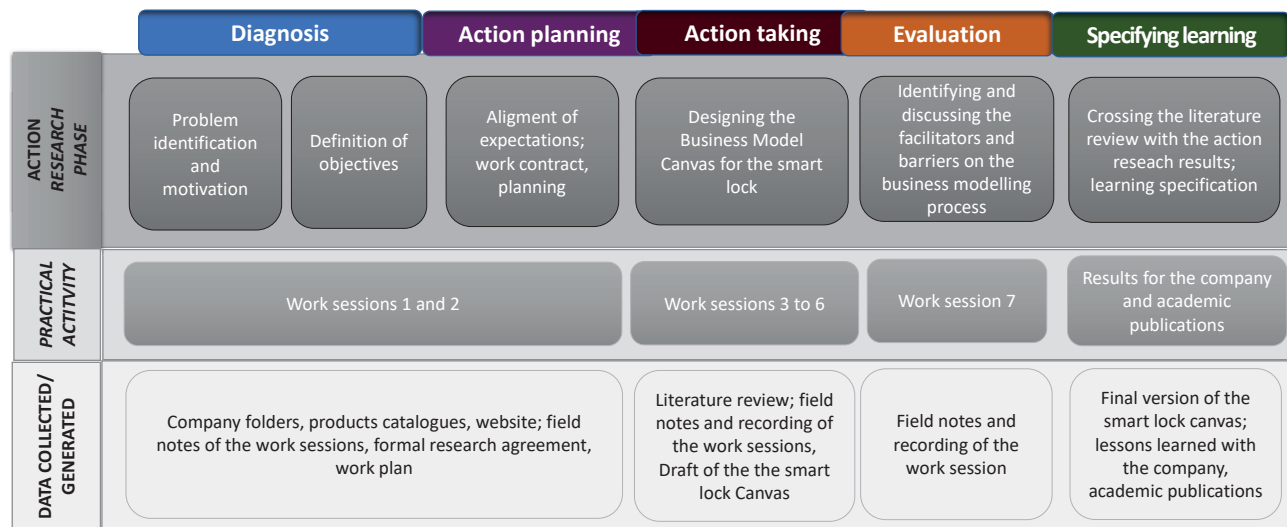 Diagnosis
Action planning
Action taking
Evaluation
Specifying learning
ACTION
RESEARCH
PHASE
Problem
identification
and
motivation
Definition of
objectives
Aligment of
expectations;
work contract,
planning
Designing the
Business Model
Canvas for the smart
lock
Identifying and
discussing the
facilitators and
barriers on the
business modelling
process
Crossing the literature
review with the action
reseach results;
learning specification
PRACTICAL
ACTITVITY
Work sessions 1 and 2
Work sessions 3 to 6
Work session 7
Results for the company
and academic
publications
DATA COLLECTED/
GENERATED
Company folders, products catalogues, website; field
notes of the work sessions, formal research agreement,
work plan
Literature review; field
notes and recording of
the work sessions,
Draft of the the smart
lock Canvas
Field notes and
recording of the
work session
Final version of the
smart lock canvas;
lessons learned with
the company,
academic publications